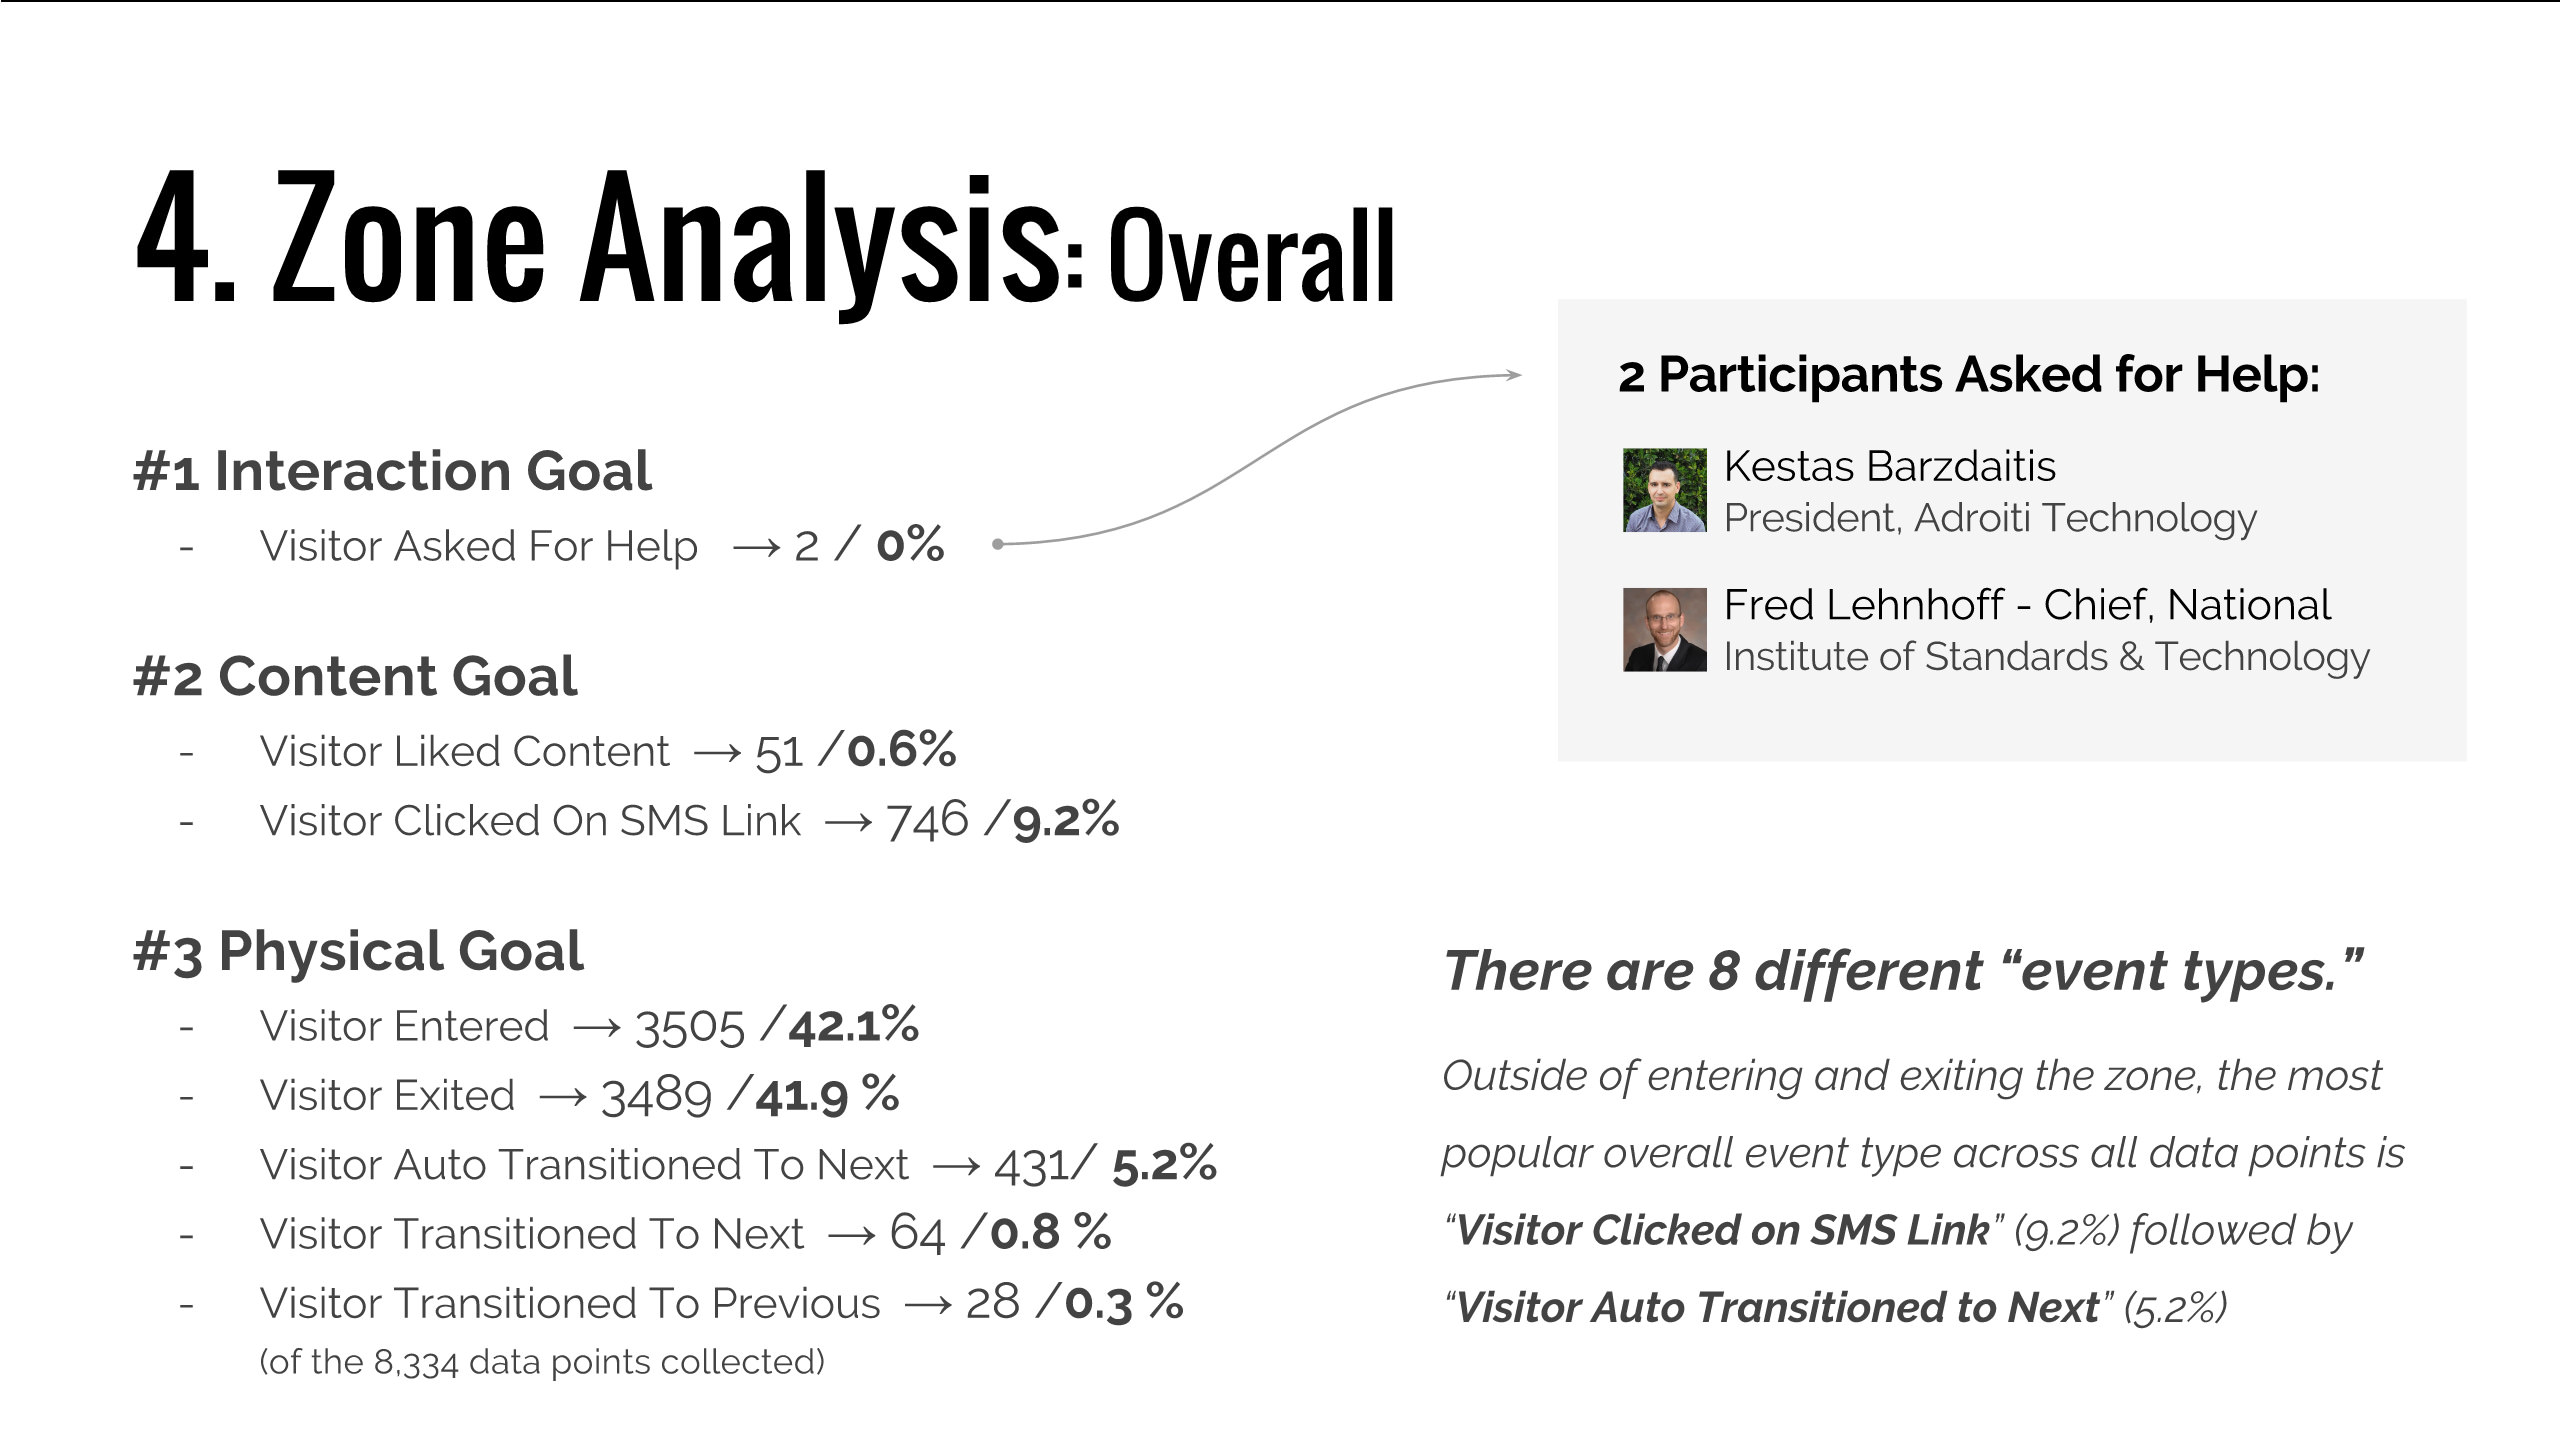 4. Zone Analysis: Overall
#1 Interaction Goal
- Visitor Asked For Help → 2 / 0%
#2 Content Goal
- Visitor Liked Content → 51 /0.6%
- Visitor Clicked On SMS Link → 746 /9.2%
#3 Physical Goal
- Visitor Entered → 3505 /42.1%
- Visitor Exited → 3489 /41.9 %
- Visitor Auto Transitioned To Next → 431/ 5.2%
- Visitor Transitioned To Next → 64 /0.8 %
- Visitor Transitioned To Previous → 28 /0.3 %
(of the 8,334 data points collected)
2 Participants Asked for Help:
Kestas Barzdaitis
President, Adroiti Technology
Fred Lehnhoff - Chief, National
Institute of Standards & Technology
There are 8 different “event types.”
Outside of entering and exiting the zone, the most
popular overall event type across all data points is
“Visitor Clicked on SMS Link” (9.2%) followed by
“Visitor Auto Transitioned to Next” (5.2%)